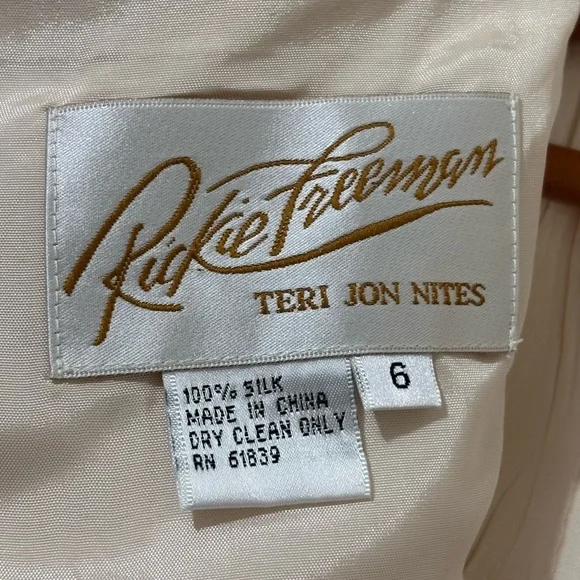 Rickie Freeman
TERI JON NITES
6
100% SILK
MADE IN CHINA
DRY CLEAN ONLY
RN 61839